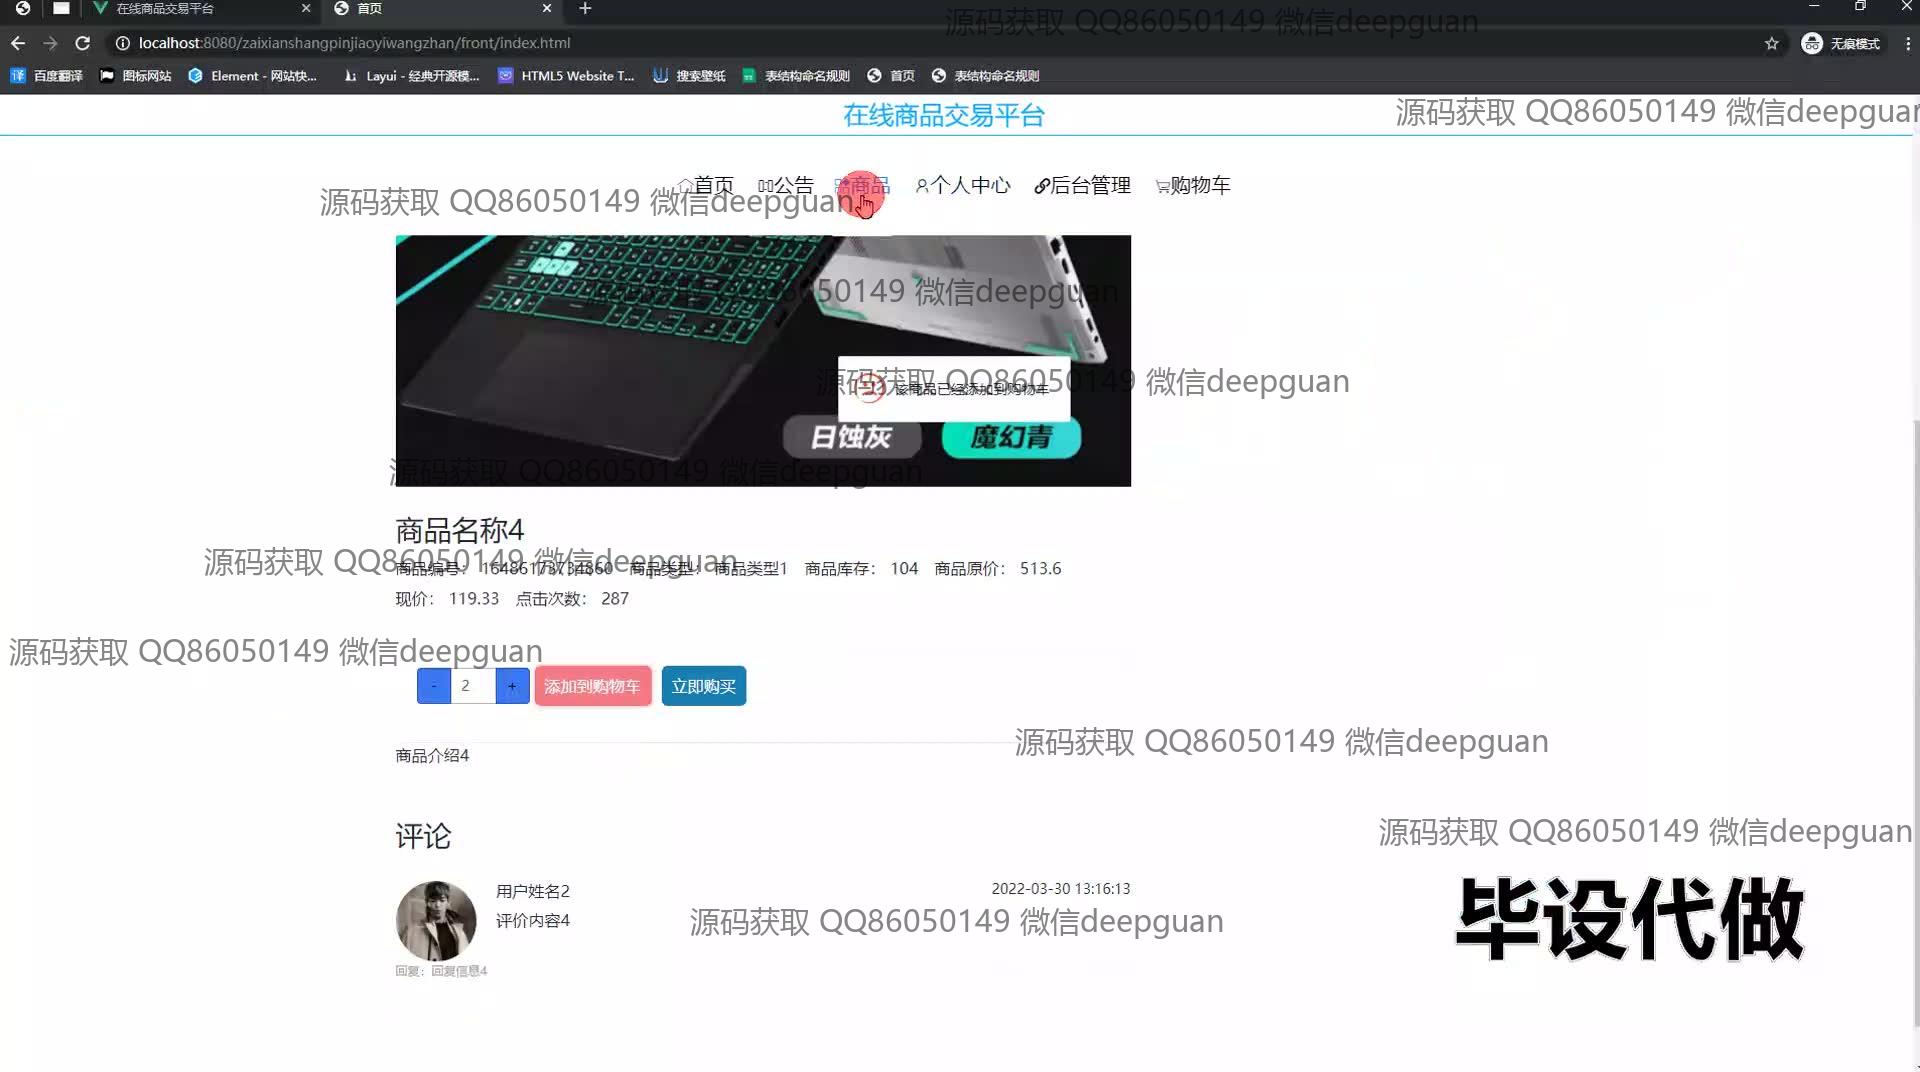 在线商品交易平台
首页
localhost:8080/zaixianshangpinjiaoyiwangzhan/front/index.html
无痕模式
百度翻译 图标网站 Element - 网站快... Layui - 经典开源模... HTML5 Website T... 搜索壁纸 表结构命名规则 首页 表结构命名规则
源码获取 QQ86050149 微信deepguan
在线商品交易平台
源码获取 QQ86050149 微信deepguan
首页 公告 商品 个人中心 后台管理 购物车
源码获取 QQ86050149 微信deepguan
源码获取 QQ86050149 微信deepguan
该商品已经添加到购物车
源码获取 QQ86050149 微信deepguan
日蚀灰 魔幻青
源码获取 QQ86050149 微信deepguan
商品名称4
源码获取 QQ86050149 微信deepguan
商品编号： 16486173734860 商品类型： 商品类型1 商品库存： 104 商品原价： 513.6
现价： 119.33 点击次数： 287
源码获取 QQ86050149 微信deepguan
- 2 + 添加到购物车 立即购买
源码获取 QQ86050149 微信deepguan
商品介绍4
评论
源码获取 QQ86050149 微信deepguan
用户姓名2 2022-03-30 13:16:13
评价内容4
源码获取 QQ86050149 微信deepguan
毕设代做
回复：回复信息4